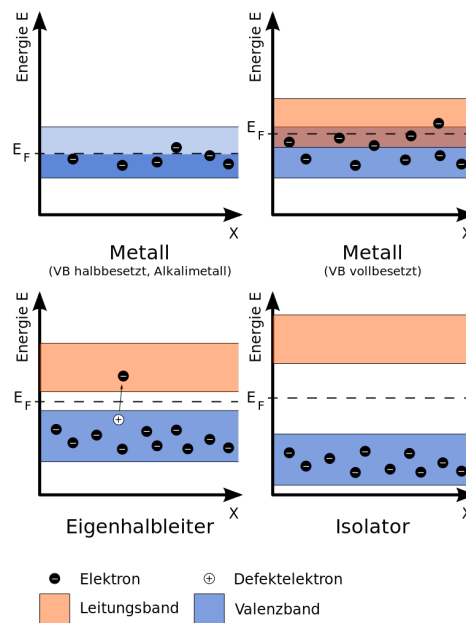 Energie E
E F
X
Metall
(VB halbbesetzt, Alkalimetall)
Energie E
E F
X
Metall
(VB vollbesetzt)
Energie E
E F
X
Eigenhalbleiter
Energie E
E F
X
Isolator
Elektron
Defektelektron
Leitungsband
Valenzband